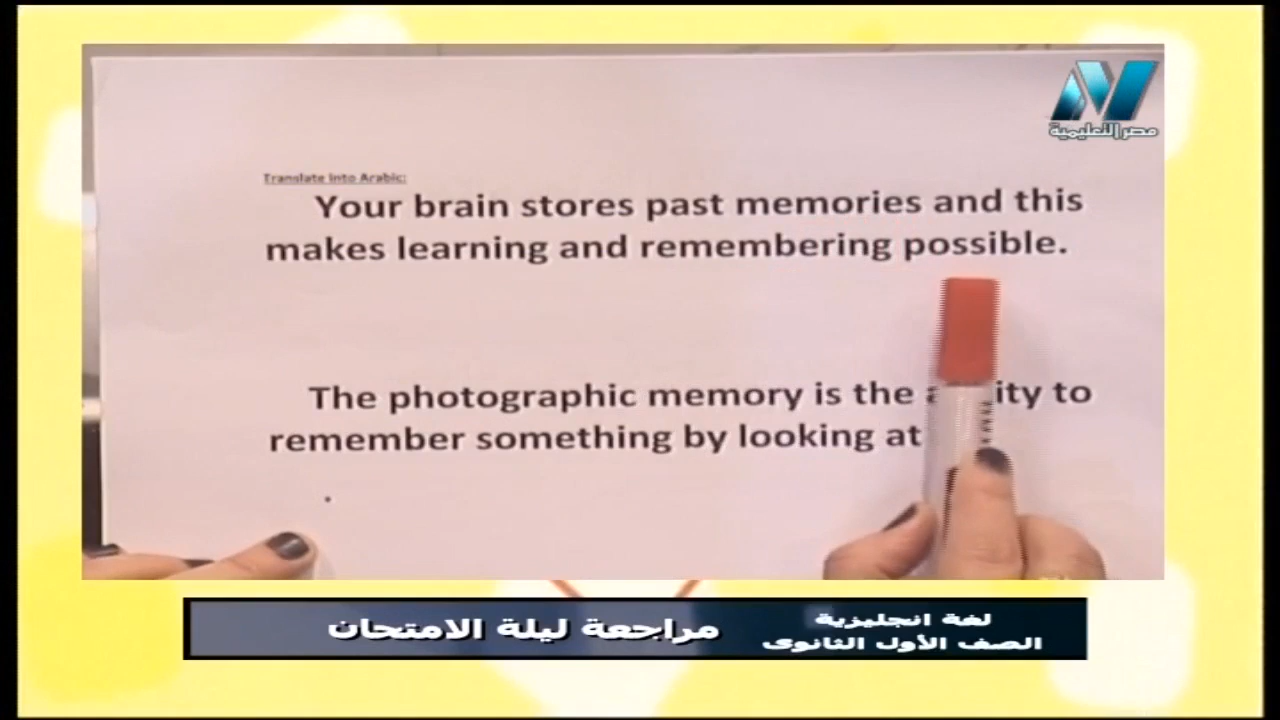 مصر التعليمية
Translate into Arabic:
Your brain stores past memories and this
makes learning and remembering possible.
The photographic memory is the
to
remember something by looking at
.
لغة انجليزية
مراجعة ليلة الامتحان
الصف الأول الثانوى